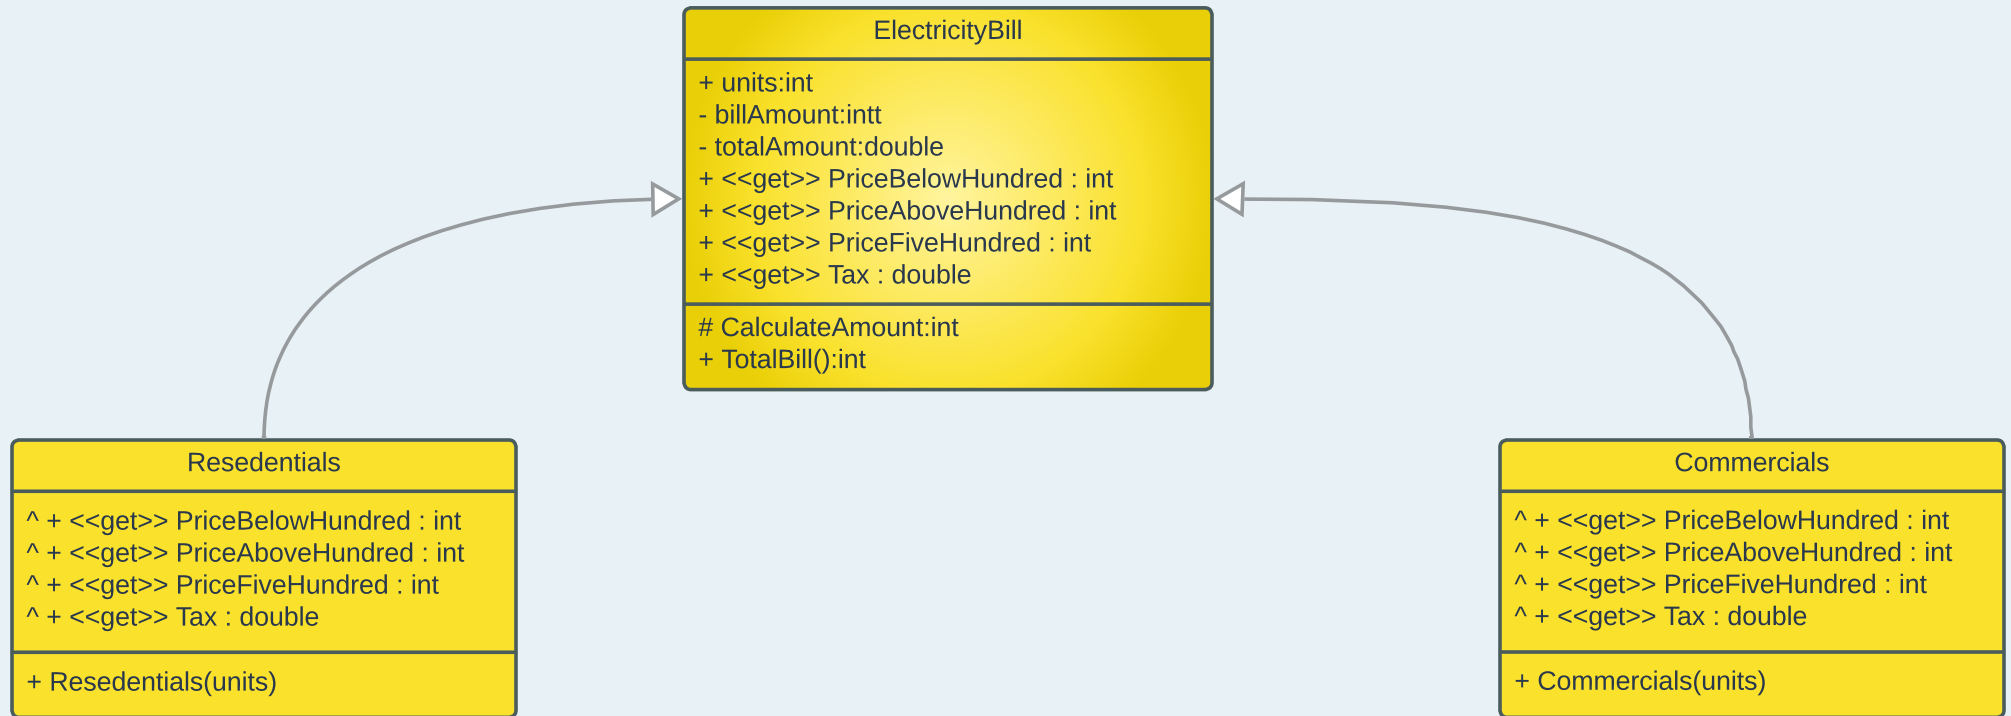 ElectricityBill
+ units:int
- billAmount:intt
- totalAmount:double
+ <<get>> PriceBelowHundred : int
+ <<get>> PriceAboveHundred : int
+ <<get>> PriceFiveHundred : int
+ <<get>> Tax : double
# CalculateAmount:int
+ TotalBill():int
Resedentials
^ + <<get>> PriceBelowHundred : int
^ + <<get>> PriceAboveHundred : int
^ + <<get>> PriceFiveHundred : int
^ + <<get>> Tax : double
+ Resedentials(units)
Commercials
^ + <<get>> PriceBelowHundred : int
^ + <<get>> PriceAboveHundred : int
^ + <<get>> PriceFiveHundred : int
^ + <<get>> Tax : double
+ Commercials(units)